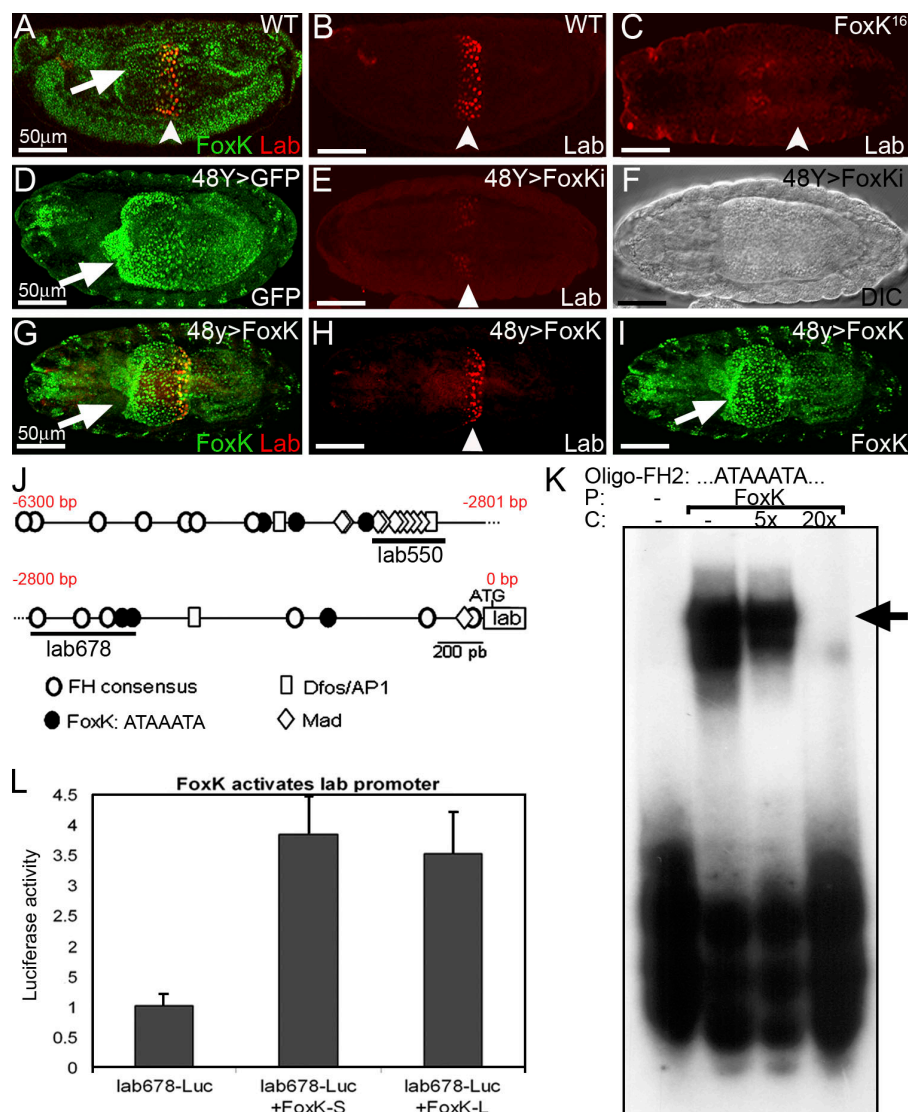 A WT
50µm FoxK Lab
B WT
Lab
C FoxK16
Lab
D 48Y>GFP
50µm GFP
E 48Y>FoxKi
Lab
F 48Y>FoxKi
DIC
G 48y>FoxK
50µm FoxK Lab
H 48y>FoxK
Lab
I 48y>FoxK
FoxK
J
-6300 bp -2801 bp
lab550
-2800 bp 0 bp
ATG
lab
lab678
200 pb
FH consensus
Dfos/AP1
FoxK: ATAAATA
Mad
K Oligo-FH2: ...ATAAATA...
P: - FoxK
C: - - 5x 20x
L FoxK activates lab promoter
Luciferase activity
4.5
4
3.5
3
2.5
2
5
1
0.5
0
lab678-Luc
lab678-Luc
+FoxK-S
lab678-Luc
+FoxK-L